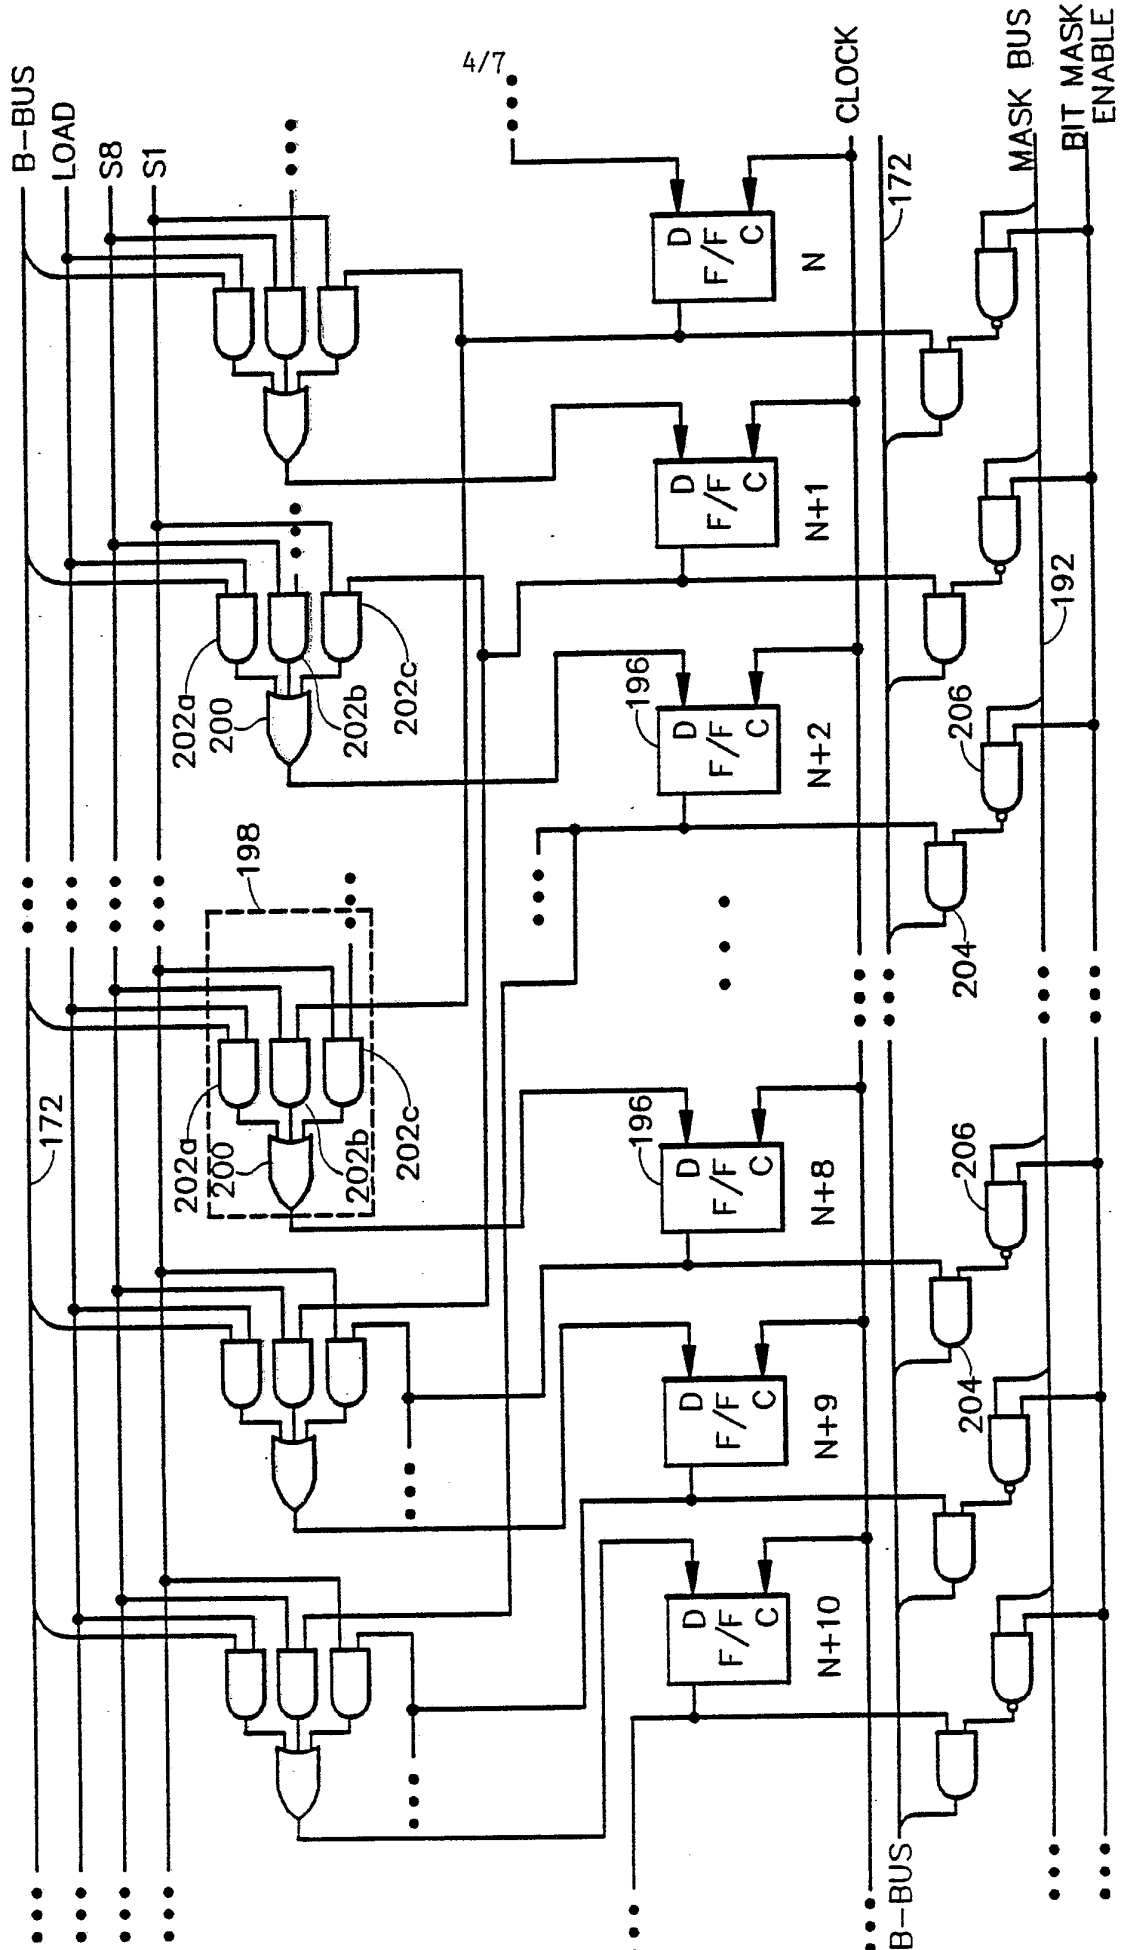 4/7
B-BUS
LOAD
S8
S1
172
202a
200
202b
202c
198
202a
200
202b
202c
D
F/F
C
N
D
F/F
C
N+1
196
D
F/F
C
N+2
196
D
F/F
C
N+8
D
F/F
C
N+9
D
F/F
C
N+10
CLOCK
172
B-BUS
204
206
204
206
192
MASK BUS
BIT MASK
ENABLE